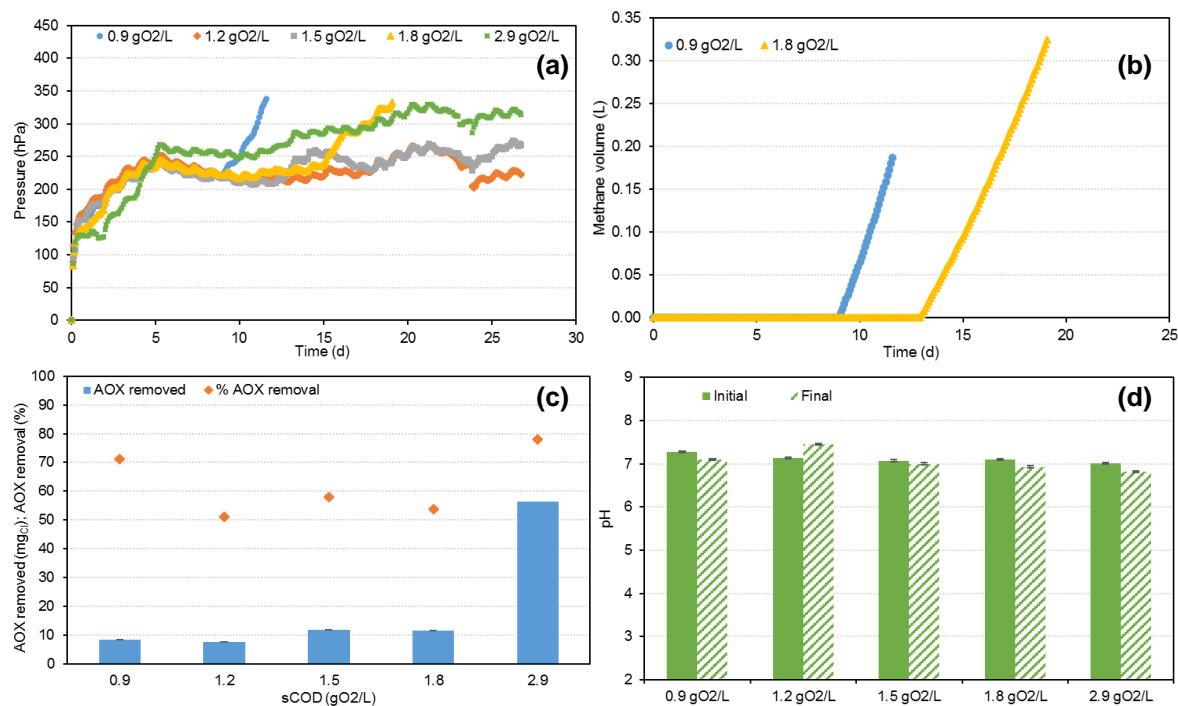 0.9 gO2/L 1.2 gO2/L 1.5 gO2/L 1.8 gO2/L 2.9 gO2/L
(a)
Pressure (hPa)
450
400
350
300
250
200
150
100
50
0
0 5 10 15 20 25 30
Time (d)
0.9 gO2/L 1.8 gO2/L
(b)
Methane volume (L)
0.35
0.30
0.25
0.20
0.15
0.10
0.05
0.00
0 5 10 15 20 25
Time (d)
AOX removed % AOX removal
(c)
AOX removed (mgCl); AOX removal (%)
100
90
80
70
60
50
40
30
20
10
0
0.9 1.2 1.5 1.8 2.9
sCOD (gO2/L)
Initial Final
(d)
pH
9
8
7
6
5
4
3
2
0.9 gO2/L 1.2 gO2/L 1.5 gO2/L 1.8 gO2/L 2.9 gO2/L